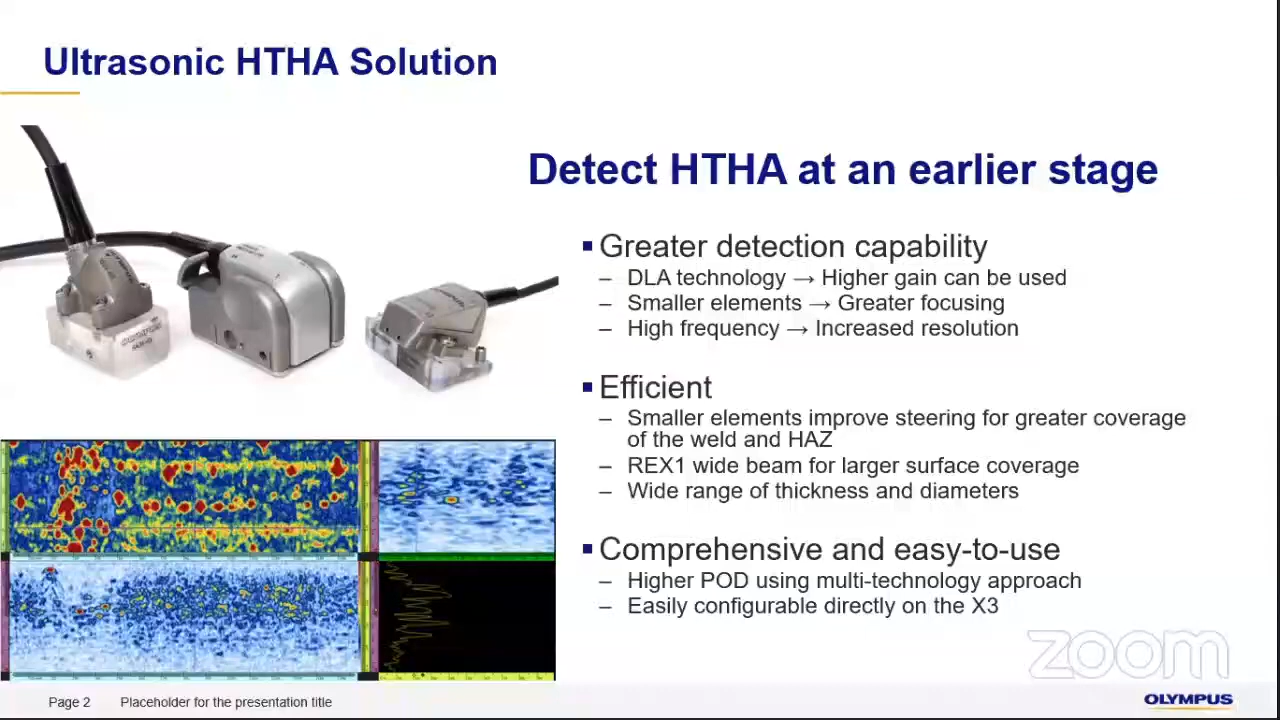 Ultrasonic HTHA Solution
Detect HTHA at an earlier stage
▪Greater detection capability
– DLA technology → Higher gain can be used
– Smaller elements → Greater focusing
– High frequency → Increased resolution
▪Efficient
– Smaller elements improve steering for greater coverage
of the weld and HAZ
– REX1 wide beam for larger surface coverage
– Wide range of thickness and diameters
▪Comprehensive and easy-to-use
– Higher POD using multi-technology approach
– Easily configurable directly on the X3
zoom
Page 2 Placeholder for the presentation title
OLYMPUS